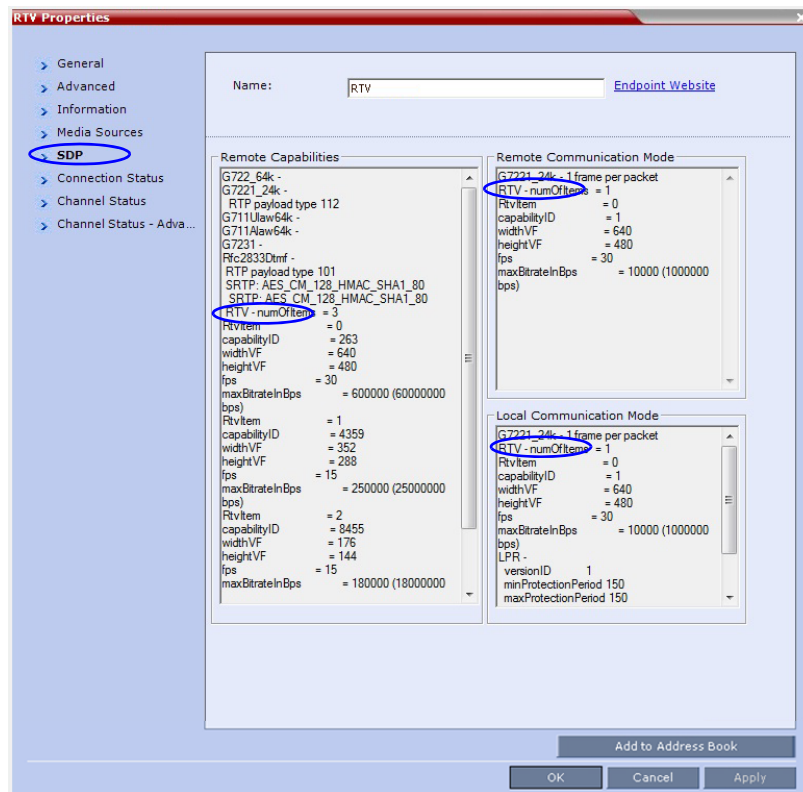 RTV Properties
General
Advanced
Information
Media Sources
SDP
Connection Status
Channel Status
Channel Status - Adva...
Name: RTV Endpoint Website
Remote Capabilities
G722_64k -
G7221_24k -
RTP payload type 112
G711Ulaw64k -
G711Alaw64k -
G7231 -
Rfc2833Dtmf -
RTP payload type 101
SRTP: AES_CM_128_HMAC_SHA1_80
SRTP: AES_CM_128_HMAC_SHA1_80
RTV - numOfItems = 3
RtvItem = 0
capabilityID = 263
widthVF = 640
heightVF = 480
fps = 30
maxBitrateInBps = 600000 (60000000
bps)
RtvItem = 1
capabilityID = 4359
widthVF = 352
heightVF = 288
fps = 15
maxBitrateInBps = 250000 (25000000
bps)
RtvItem = 2
capabilityID = 8455
widthVF = 176
heightVF = 144
fps = 15
maxBitrateInBps = 180000 (18000000
Remote Communication Mode
G7221_24k - 1 frame per packet
RTV - numOfItems = 1
RtvItem = 0
capabilityID = 1
widthVF = 640
heightVF = 480
fps = 30
maxBitrateInBps = 10000 (1000000
bps)
Local Communication Mode
G7221_24k - 1 frame per packet
RTV - numOfItems = 1
RtvItem = 0
capabilityID = 1
widthVF = 640
heightVF = 480
fps = 30
maxBitrateInBps = 10000 (1000000
bps)
LPR -
versionID 1
minProtectionPeriod 150
maxProtectionPeriod 150
Add to Address Book
OK Cancel Apply